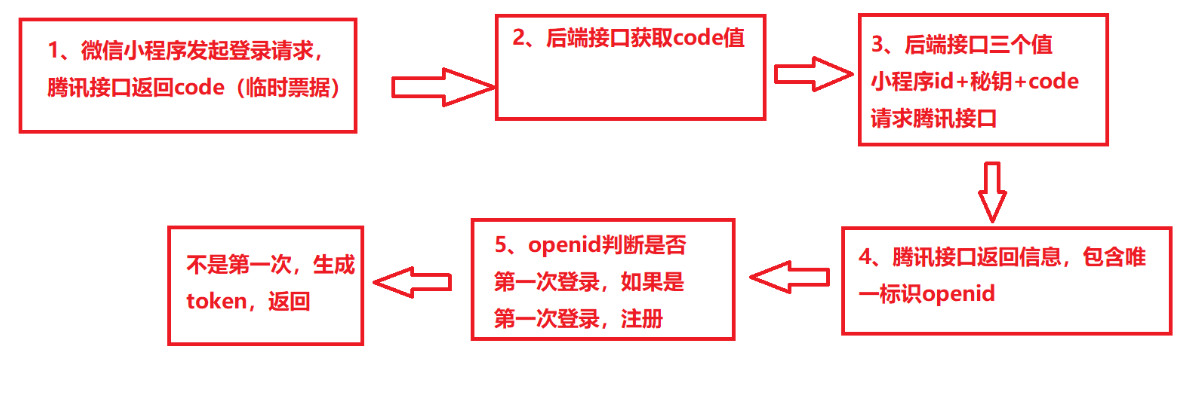 1、微信小程序发起登录请求，
腾讯接口返回code（临时票据）
2、后端接口获取code值
3、后端接口三个值
小程序id+秘钥+code
请求腾讯接口
4、腾讯接口返回信息，包含唯
一标识openid
5、openid判断是否
第一次登录，如果是
第一次登录，注册
不是第一次，生成
token，返回